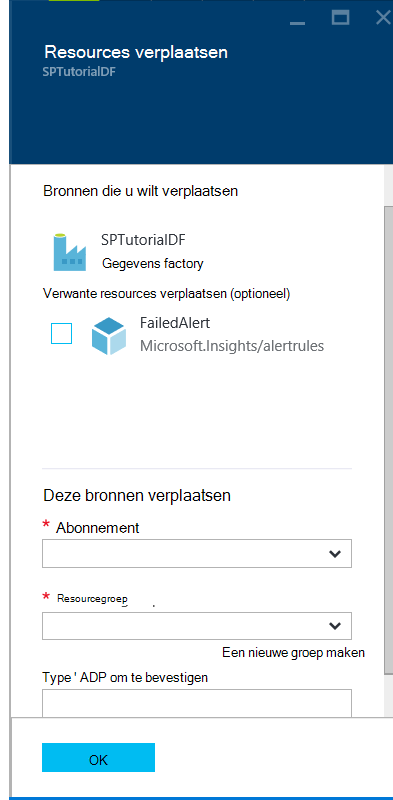 Resources verplaatsen
SPTutorialDF
Bronnen die u wilt verplaatsen
SPTutorialDF
Gegevens factory
Verwante resources verplaatsen (optioneel)
FailedAlert
Microsoft.Insights/alertrules
Deze bronnen verplaatsen
* Abonnement
* Resourcegroep
Een nieuwe groep maken
Type ' ADP om te bevestigen
OK